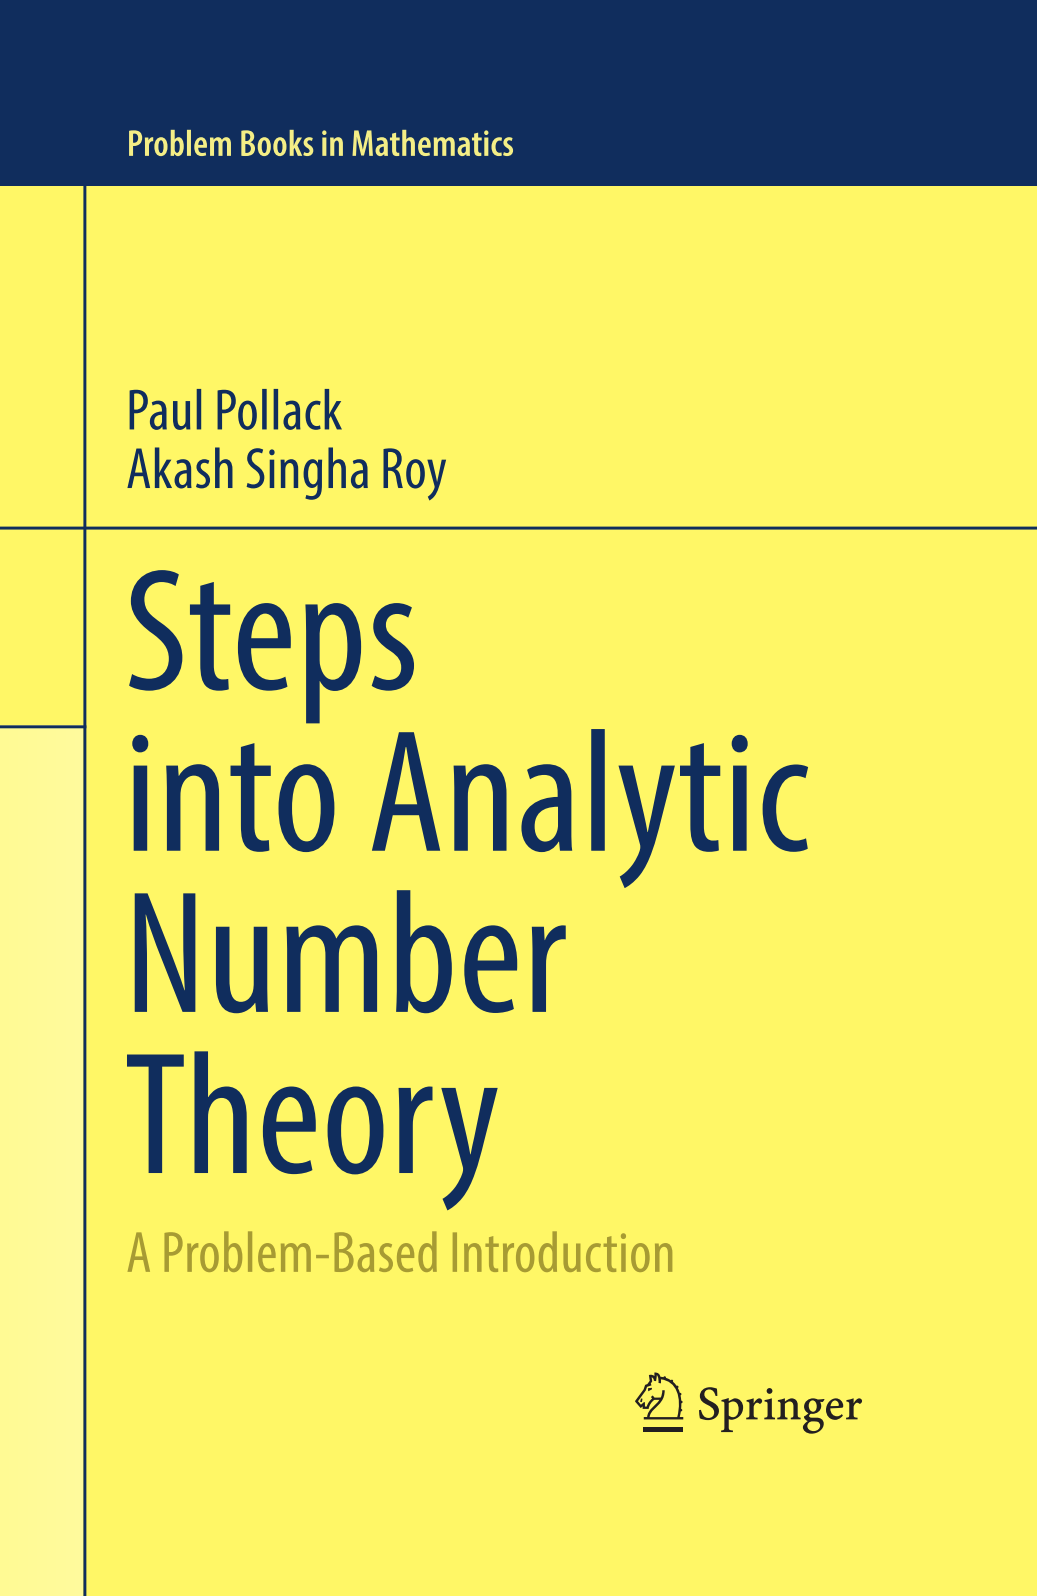 Problem Books in Mathematics
Paul Pollack
Akash Singha Roy
Steps
into Analytic
Number
Theory
A Problem-Based Introduction
Springer